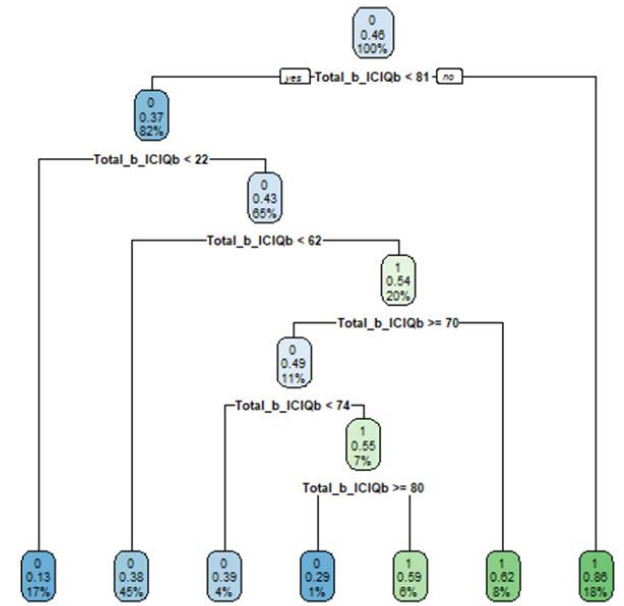 0
0.46
100%
yes Total_b_ICIQb < 81 no
0
0.37
82%
Total_b_ICIQb < 22
0
0.43
65%
Total_b_ICIQb < 62
1
0.54
20%
Total_b_ICIQb >= 70
0
0.49
11%
Total_b_ICIQb < 74
1
0.55
7%
Total_b_ICIQb >= 80
0 0 0 0 1 1 1
0.13 0.38 0.39 0.29 0.59 0.62 0.86
17% 45% 4% 1% 6% 8% 18%